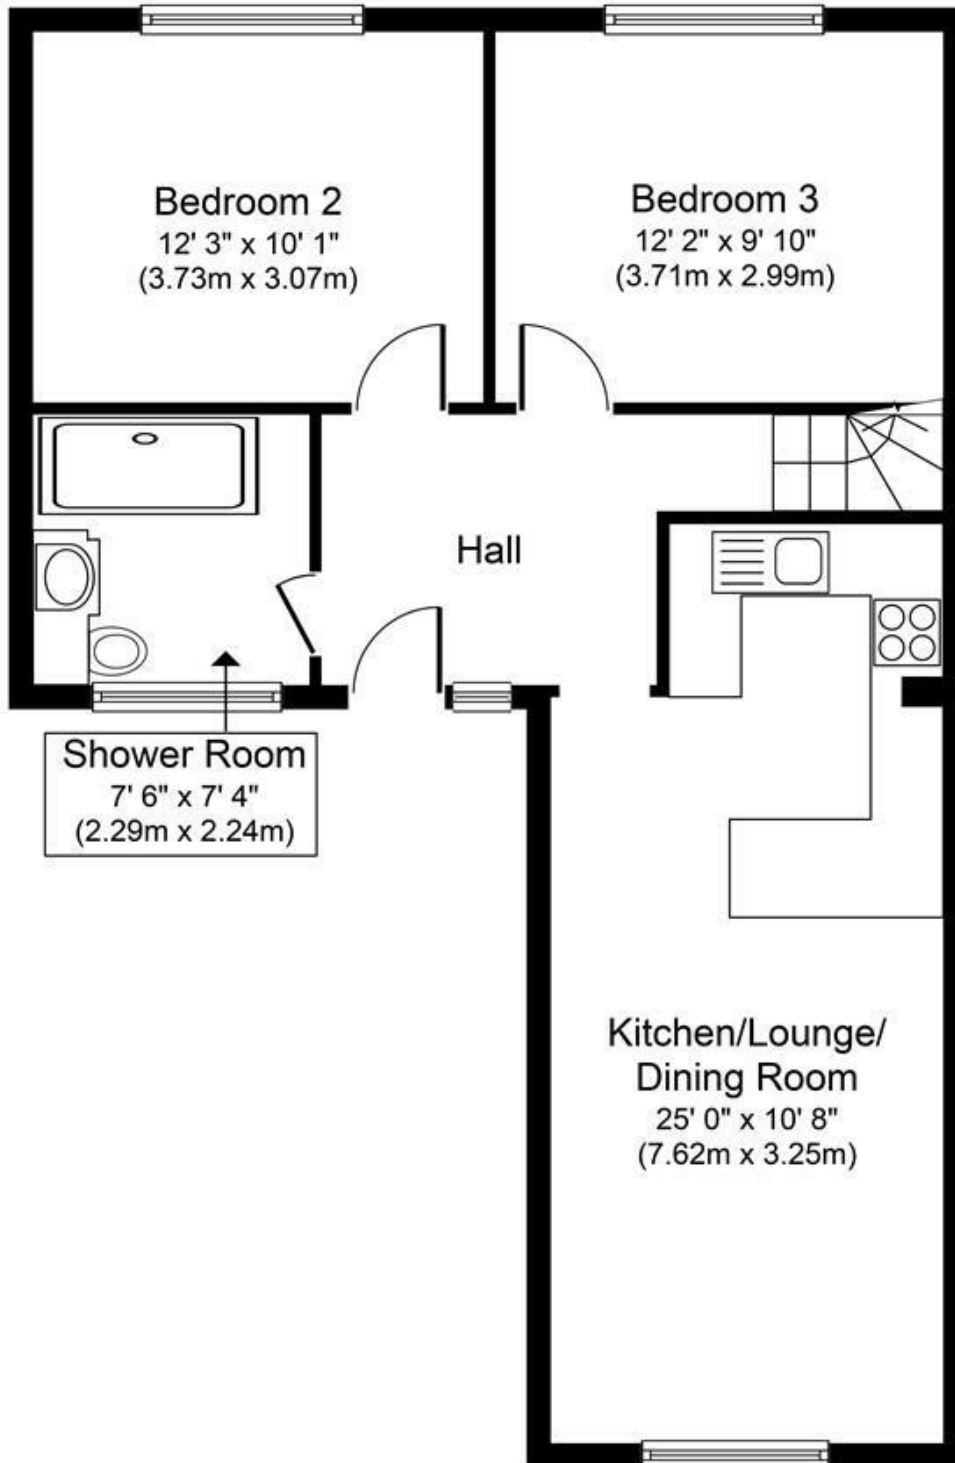 Bedroom 2
12' 3" x 10' 1"
(3.73m x 3.07m)
Bedroom 3
12' 2" x 9' 10"
(3.71m x 2.99m)
Hall
Shower Room
7' 6" x 7' 4"
(2.29m x 2.24m)
Kitchen/Lounge/
Dining Room
25' 0" x 10' 8"
(7.62m x 3.25m)